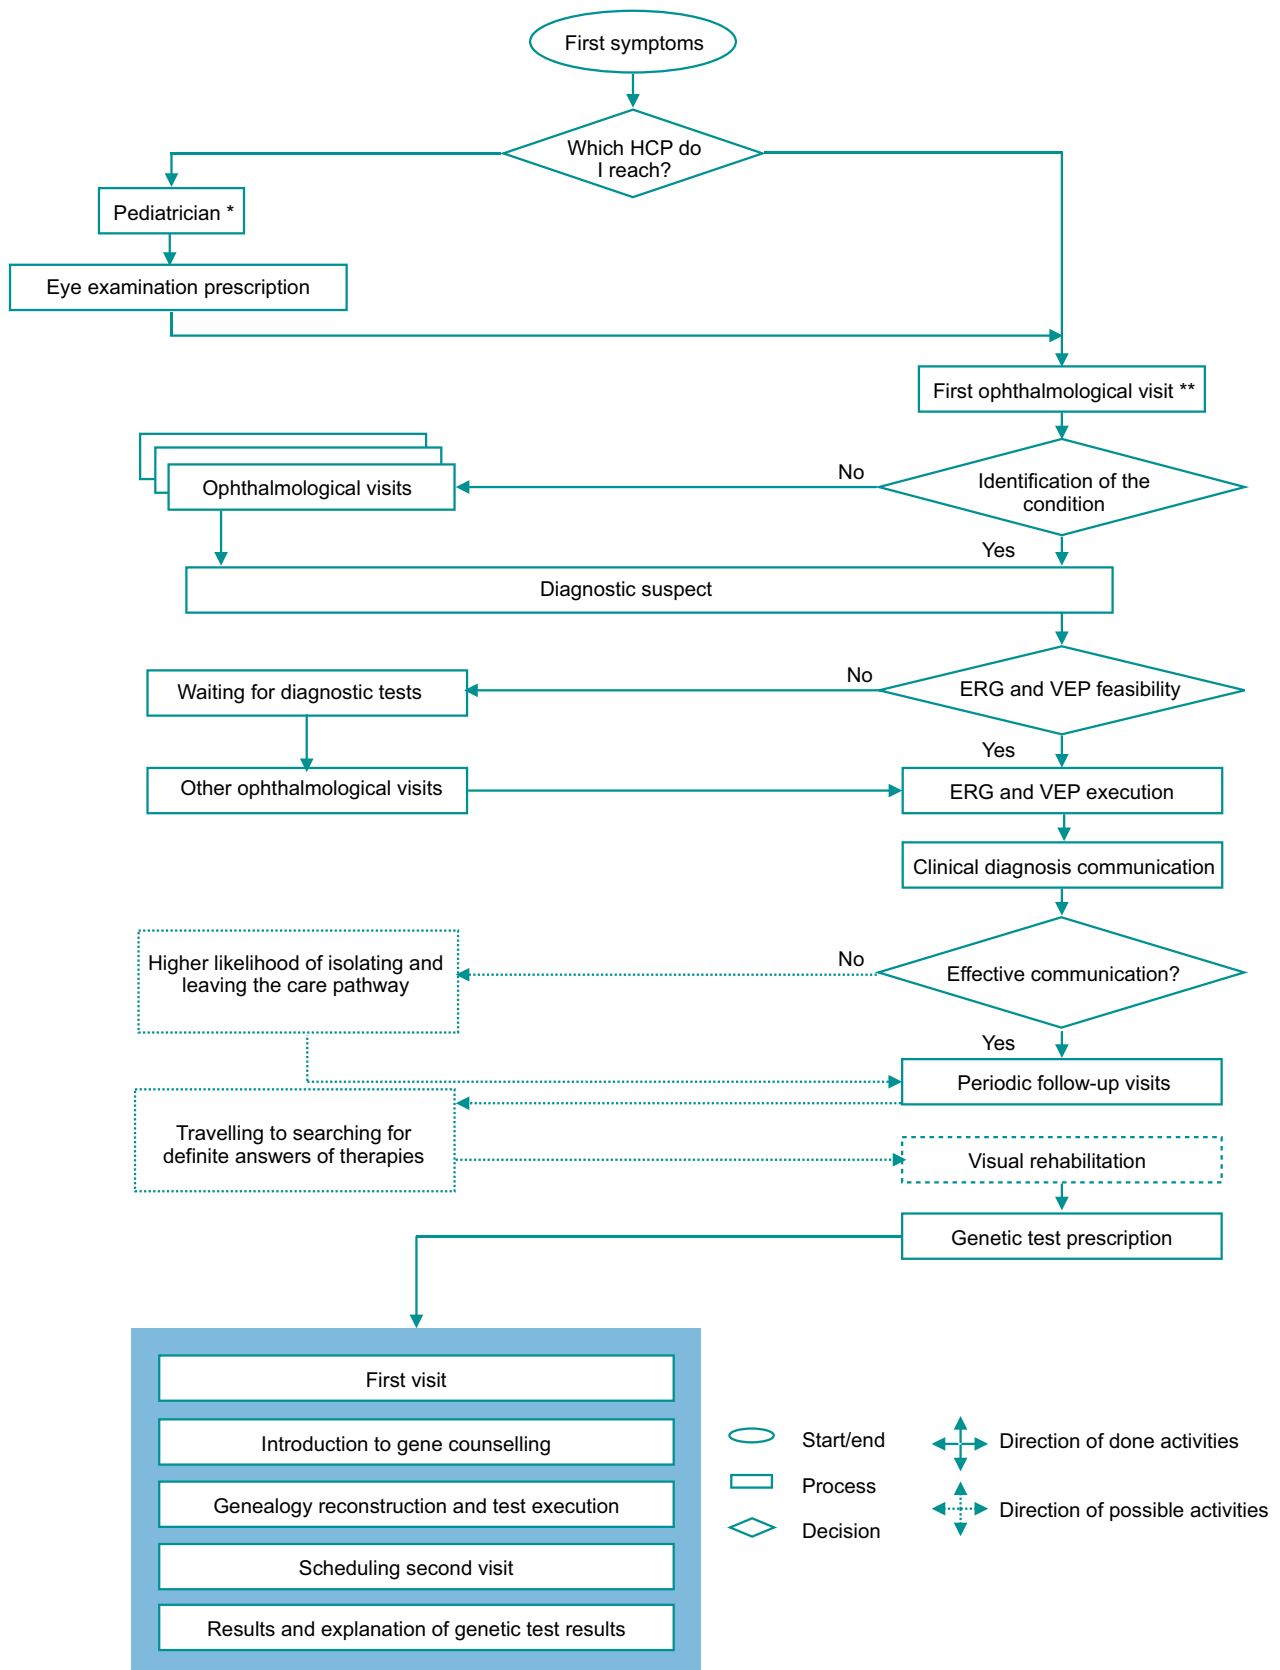 First symptoms
Which HCP do
I reach?
Pediatrician *
Eye examination prescription
First ophthalmological visit **
Identification of the
condition
No
Ophthalmological visits
Yes
Diagnostic suspect
ERG and VEP feasibility
No
Waiting for diagnostic tests
Yes
Other ophthalmological visits
ERG and VEP execution
Clinical diagnosis communication
Effective communication?
No
Higher likelihood of isolating and
leaving the care pathway
Yes
Periodic follow-up visits
Travelling to searching for
definite answers of therapies
Visual rehabilitation
Genetic test prescription
First visit
Introduction to gene counselling
Genealogy reconstruction and test execution
Scheduling second visit
Results and explanation of genetic test results
Start/end
Process
Decision
Direction of done activities
Direction of possible activities